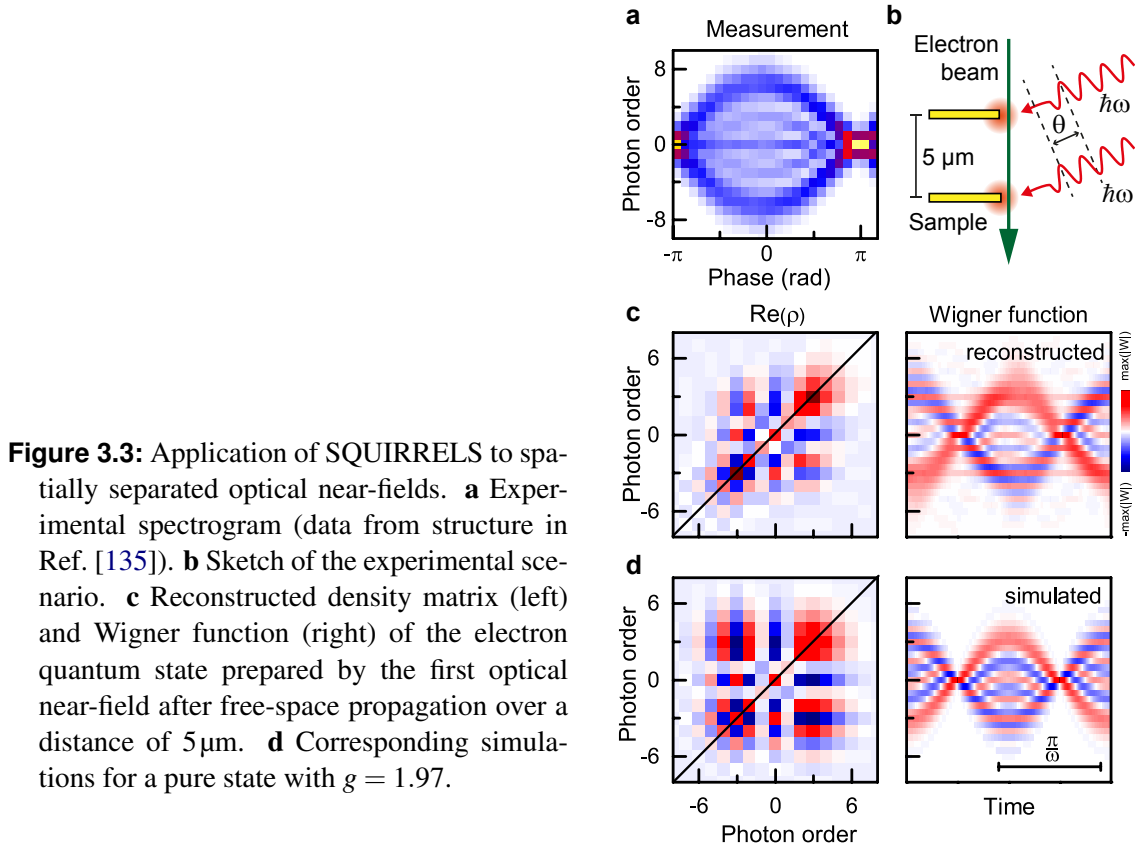 Figure 3.3: Application of SQUIRRELS to spa-
tially separated optical near-fields. a Exper-
imental spectrogram (data from structure in
Ref. [135]). b Sketch of the experimental sce-
nario. c Reconstructed density matrix (left)
and Wigner function (right) of the electron
quantum state prepared by the first optical
near-field after free-space propagation over a
distance of 5µm. d Corresponding simula-
tions for a pure state with g = 1.97.
a
Measurement
Photon order
8
0
-8
-π
0
π
Phase (rad)
b
Electron
beam
ħω
θ
5 µm
ħω
Sample
c
Re(ρ)
Photon order
6
0
-6
Wigner function
reconstructed
max(|W|)
-max(|W|)
d
Photon order
6
0
-6
-6
0
6
Photon order
simulated
π
ω
Time